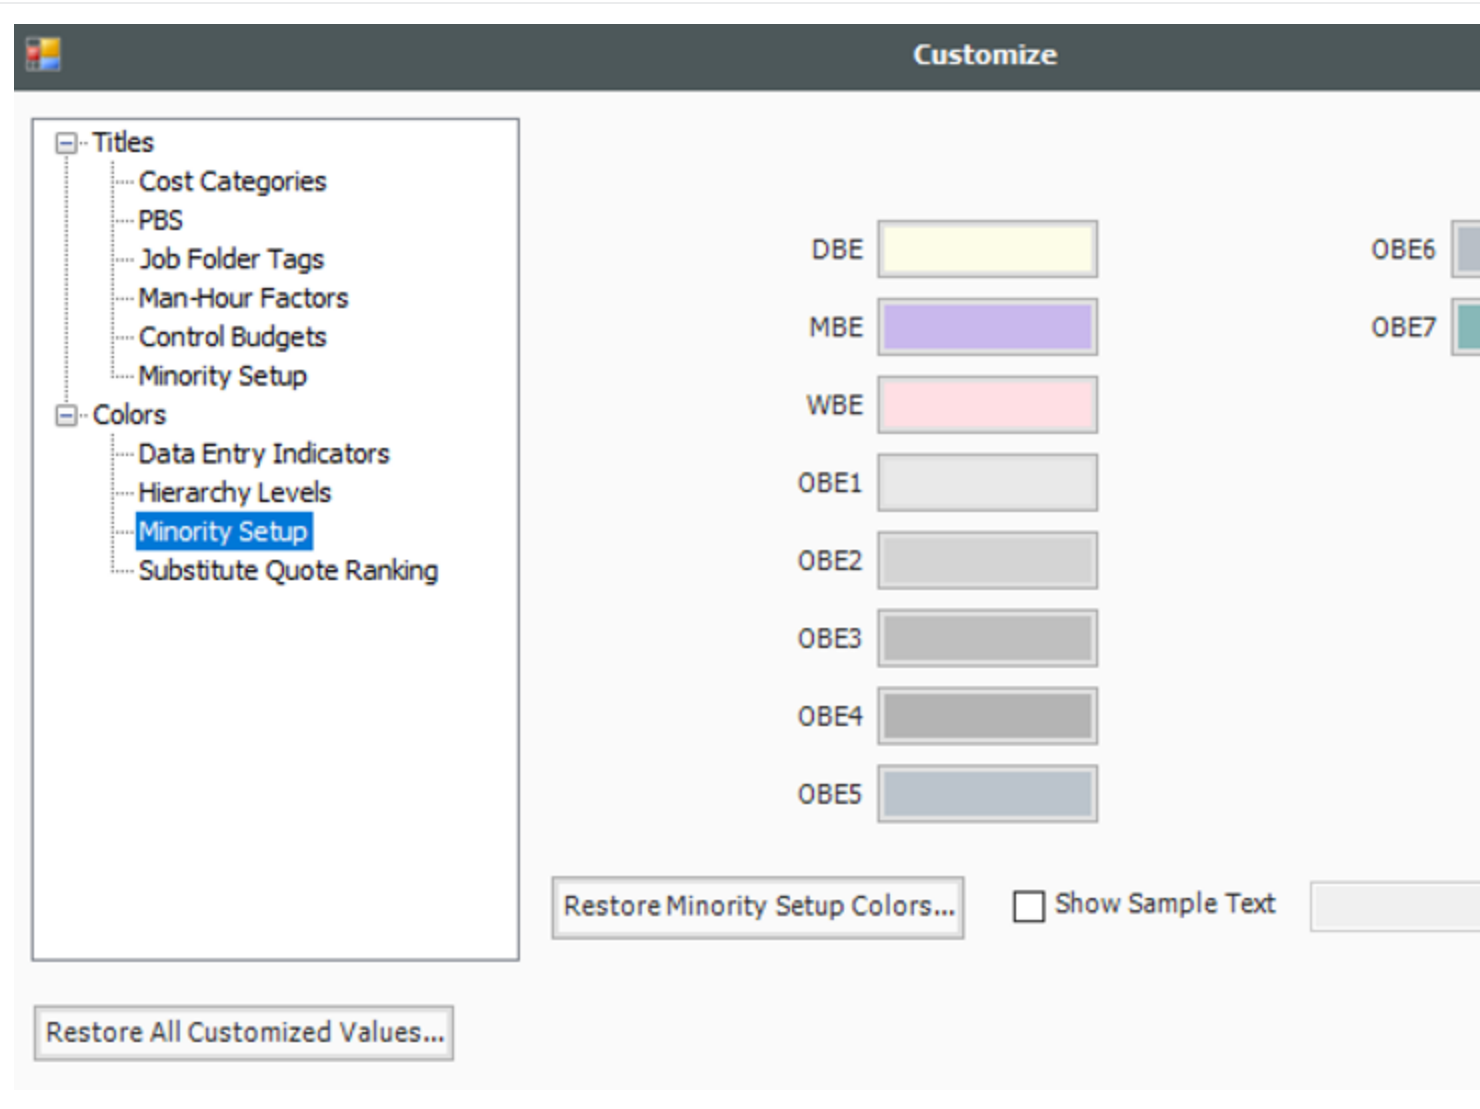 Customize
Titles
Cost Categories
PBS
Job Folder Tags
Man-Hour Factors
Control Budgets
Minority Setup
Colors
Data Entry Indicators
Hierarchy Levels
Minority Setup
Substitute Quote Ranking
DBE
MBE
WBE
OBE1
OBE2
OBE3
OBE4
OBE5
OBE6
OBE7
Restore Minority Setup Colors...
Show Sample Text
Restore All Customized Values...